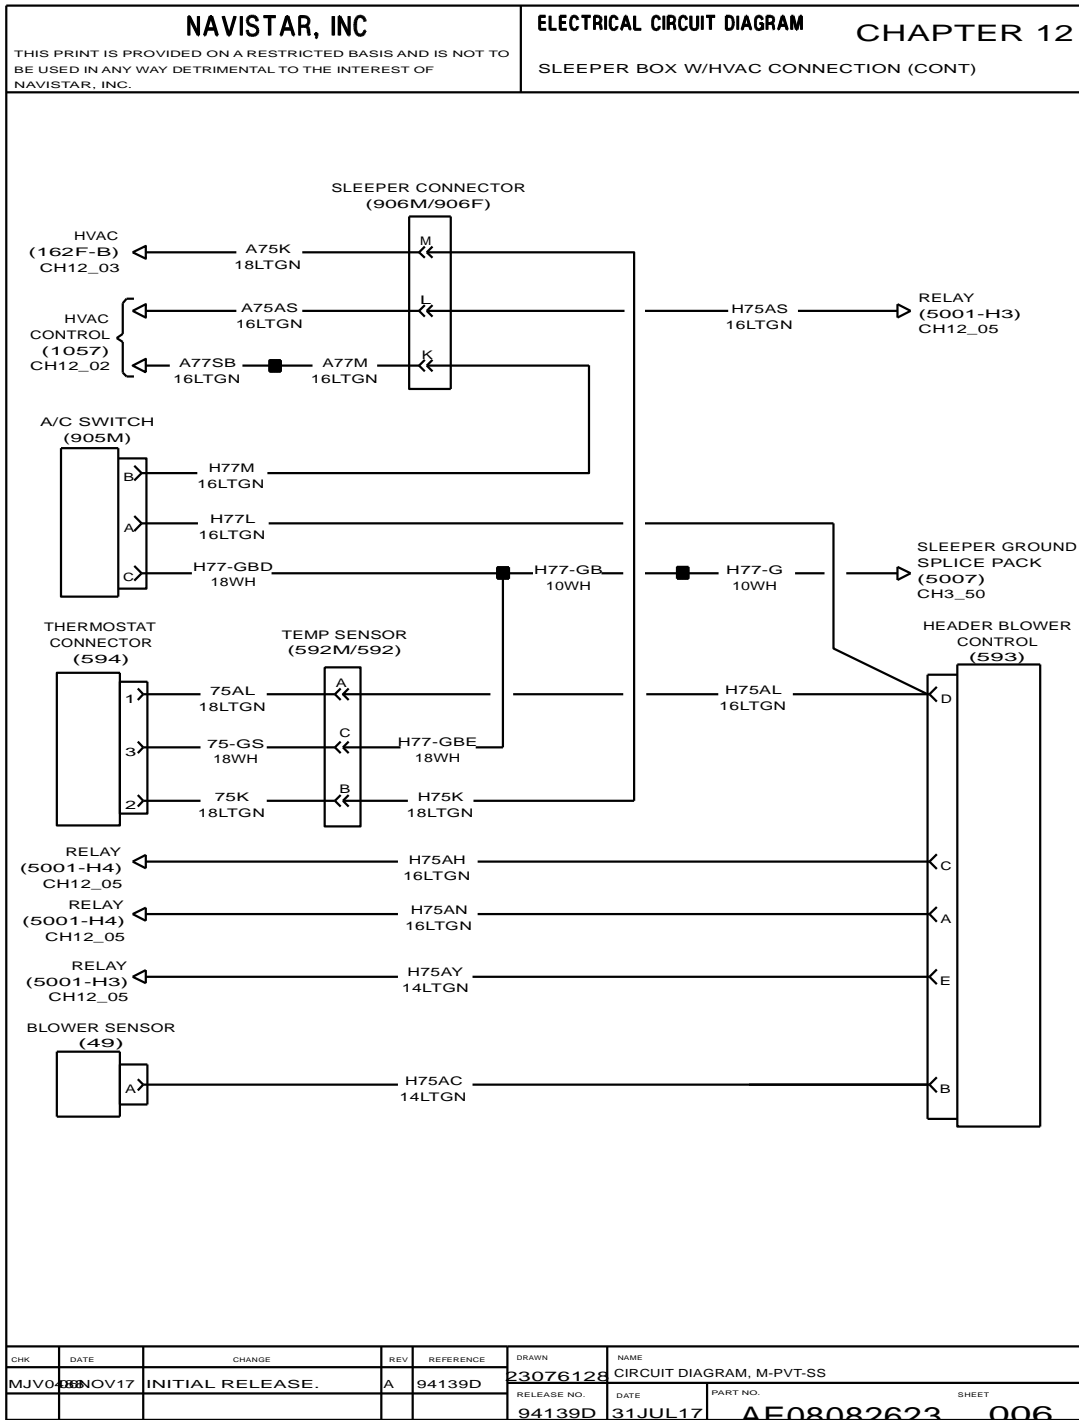 NAVISTAR, INC
THIS PRINT IS PROVIDED ON A RESTRICTED BASIS AND IS NOT TO
BE USED IN ANY WAY DETRIMENTAL TO THE INTEREST OF
NAVISTAR, INC.
ELECTRICAL CIRCUIT DIAGRAM
CHAPTER 12
SLEEPER BOX W/HVAC CONNECTION (CONT)
SLEEPER CONNECTOR
(906M/906F)
HVAC
(162F-B)
CH12_03
A75K
18LTGN
M
HVAC
CONTROL
(1057)
CH12_02
A75AS
16LTGN
L
H75AS
16LTGN
RELAY
(5001-H3)
CH12_05
A77SB
16LTGN
A77M
16LTGN
K
A/C SWITCH
(905M)
B
H77M
16LTGN
A
H77L
16LTGN
C
H77-GBD
18WH
H77-GB
10WH
H77-G
10WH
SLEEPER GROUND
SPLICE PACK
(5007)
CH3_50
THERMOSTAT
CONNECTOR
(594)
TEMP SENSOR
(592M/592)
HEADER BLOWER
CONTROL
(593)
1
75AL
18LTGN
A
H75AL
16LTGN
D
3
75-GS
18WH
C
H77-GBE
18WH
2
75K
18LTGN
B
H75K
18LTGN
RELAY
(5001-H4)
CH12_05
H75AH
16LTGN
C
RELAY
(5001-H4)
CH12_05
H75AN
16LTGN
A
RELAY
(5001-H3)
CH12_05
H75AY
14LTGN
E
BLOWER SENSOR
(49)
A
H75AC
14LTGN
B
CHK DATE CHANGE REV REFERENCE DRAWN NAME
INITIAL RELEASE. A 94139D 23076128 CIRCUIT DIAGRAM, M-PVT-SS
RELEASE NO. DATE PART NO. SHEET
94139D 31JUL17 AE08082623 006